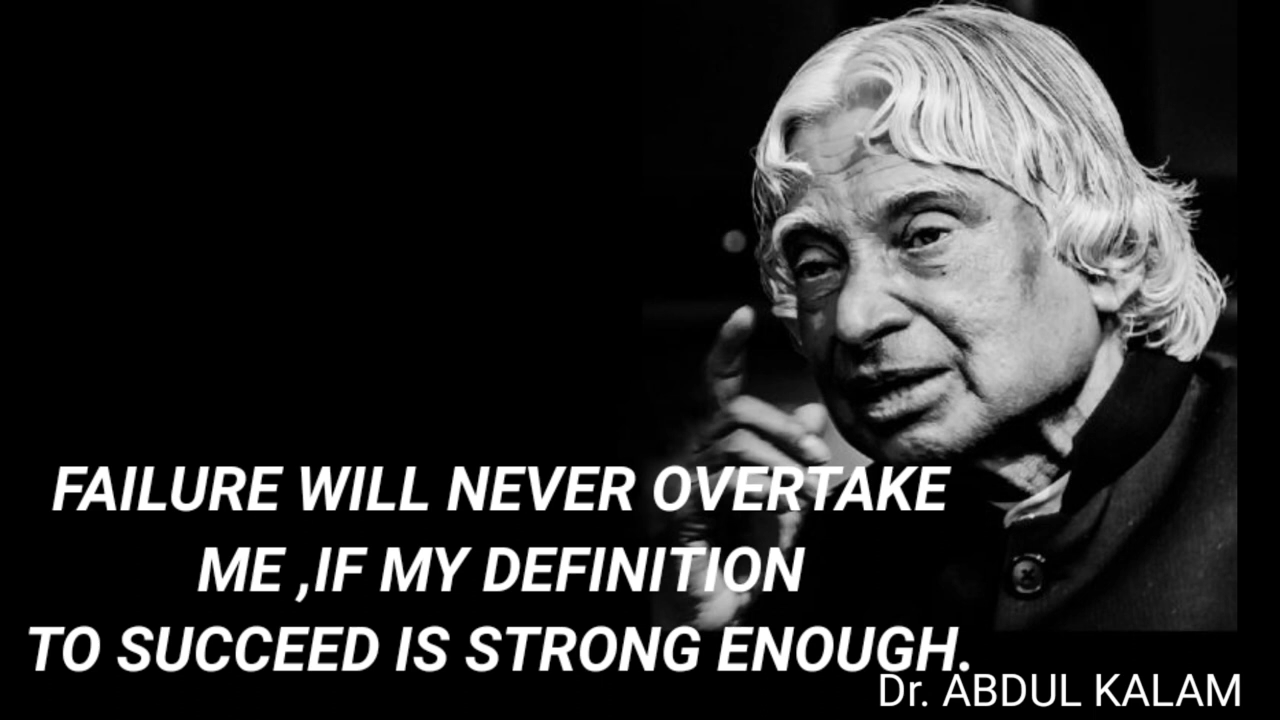 FAILURE WILL NEVER OVERTAKE
ME ,IF MY DEFINITION
TO SUCCEED IS STRONG ENOUGH.
Dr. ABDUL KALAM